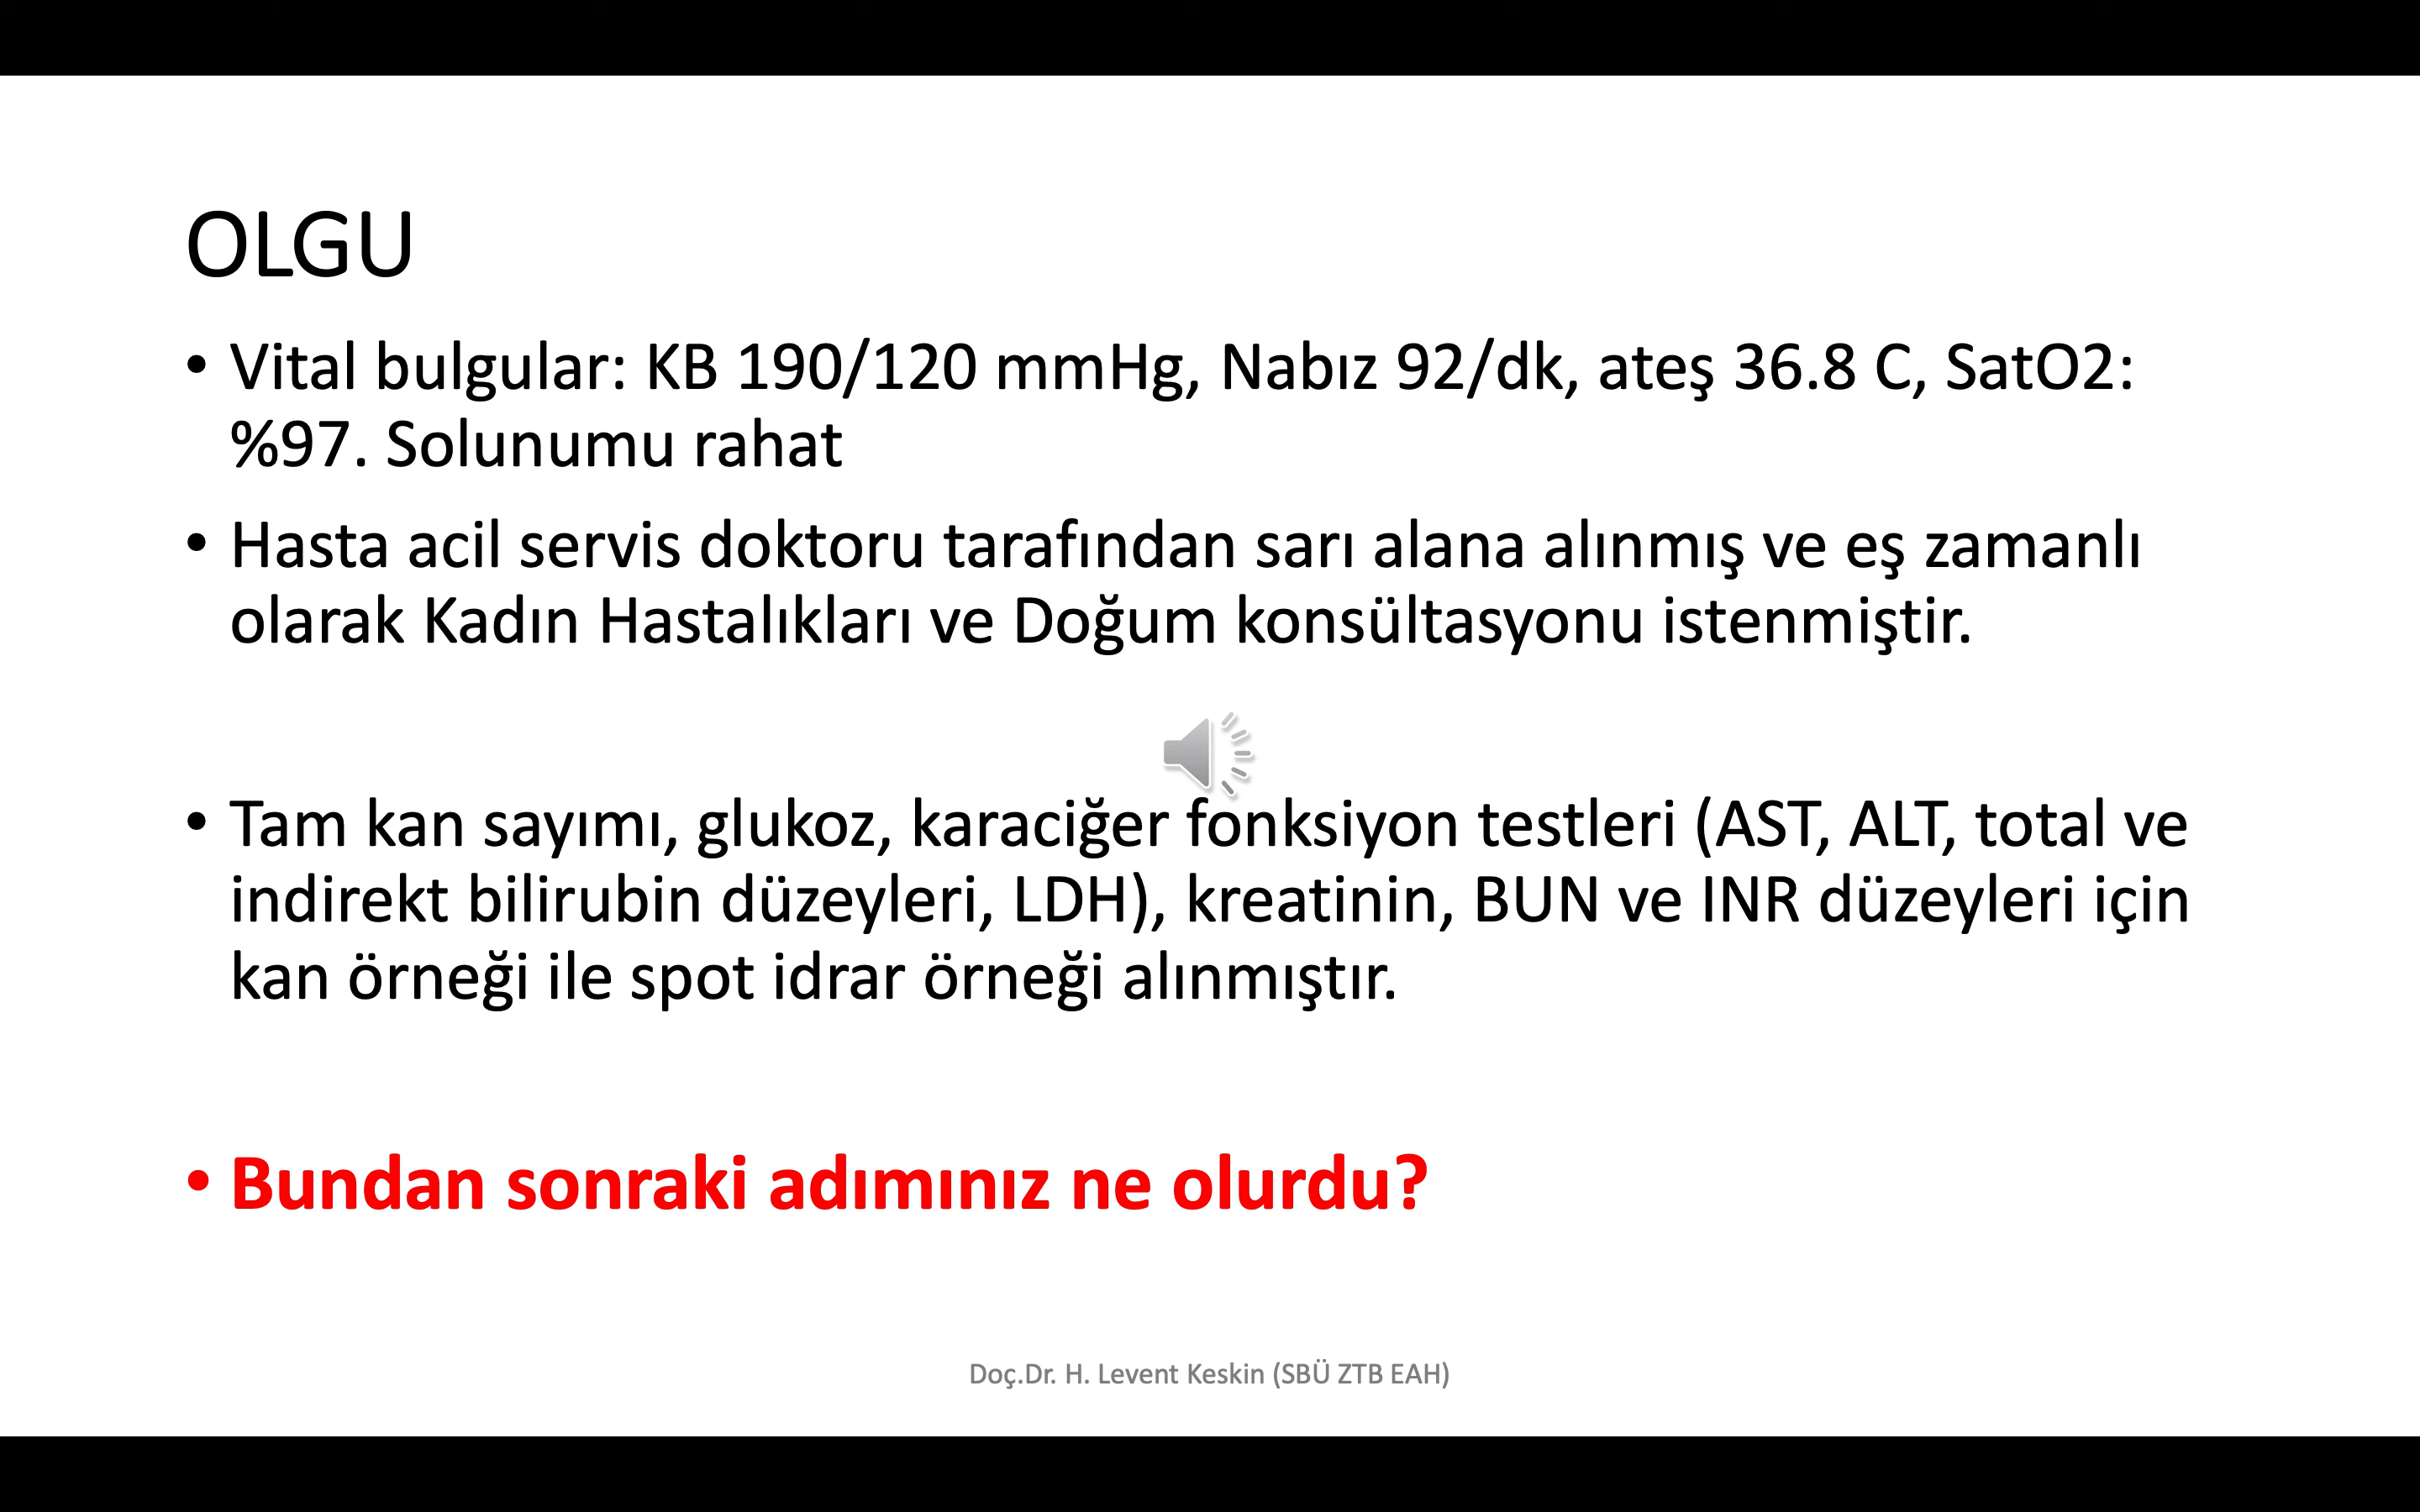 OLGU
• Vital bulgular: KB 190/120 mmHg, Nabız 92/dk, ateş 36.8 C, SatO2:
%97. Solunumu rahat
• Hasta acil servis doktoru tarafından sarı alana alınmış ve eş zamanlı
olarak Kadın Hastalıkları ve Doğum konsültasyonu istenmiştir.
• Tam kan sayımı, glukoz, karaciğer fonksiyon testleri (AST, ALT, total ve
indirekt bilirubin düzeyleri, LDH), kreatinin, BUN ve INR düzeyleri için
kan örneği ile spot idrar örneği alınmıştır.
• Bundan sonraki adımınız ne olurdu?
Doç.Dr. H. Levent Keskin (SBÜ ZTB EAH)